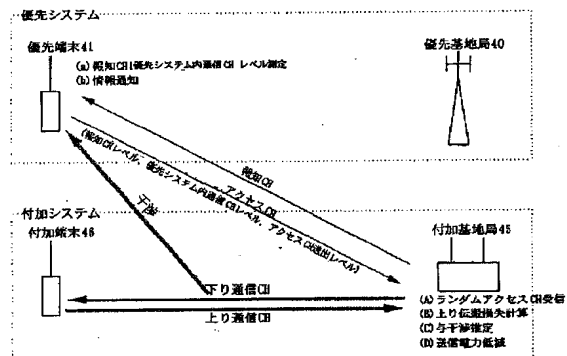 優先システム
優先端末41
優先基地局40
(a) 報知CH/優先システム内通信CH レベル測定
(b) 情報通知
報知CH
アクセスCH
(報知CHレベル、優先システム内通信CHレベル、アクセスCH送出レベル)
干渉
付加システム
付加端末46
付加基地局45
下り通信CH
上り通信CH
(A) ランダムアクセスCH受信
(B) 上り伝搬損失計算
(C) 与干渉推定
(D) 送信電力低減